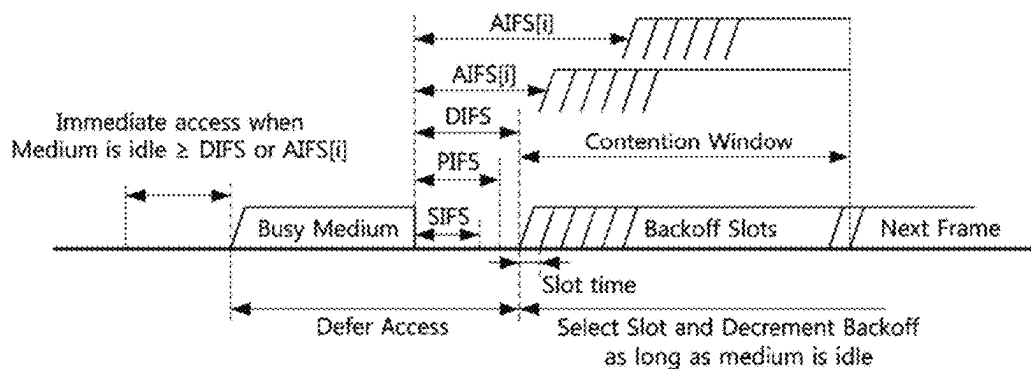 AIFS[i]
AIFS[i]
DIFS
Immediate access when
Medium is idle ≥ DIFS or AIFS[i]
Contention Window
PIFS
SIFS
Busy Medium
Backoff Slots
Next Frame
Slot time
Defer Access
Select Slot and Decrement Backoff
as long as medium is idle